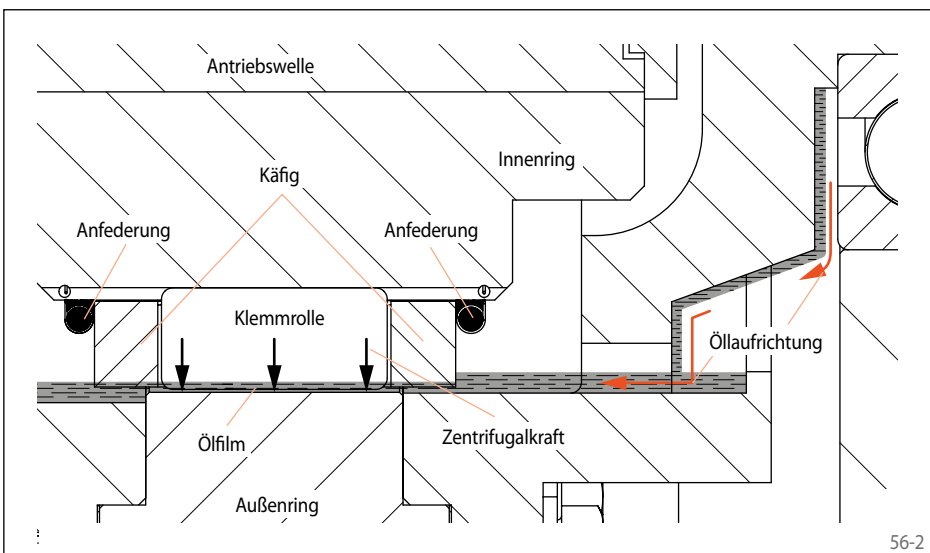 Antriebswelle
Innenring
Käfig
Anfederung
Anfederung
Klemmrolle
Öllaufrichtung
Ölfilm
Zentrifugalkraft
Außenring
56-2